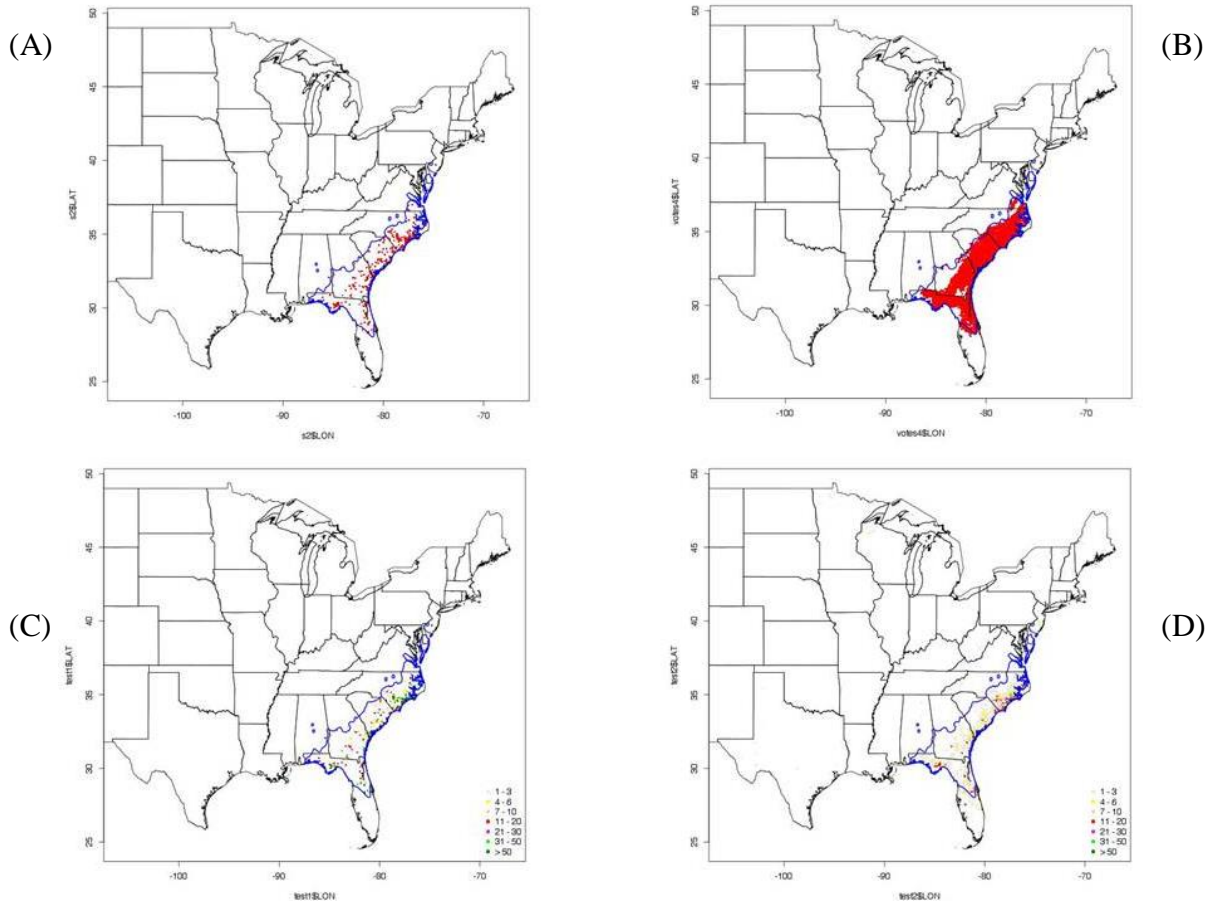 (A)
50
45
40
35
30
25
s2$LAT
-100
-90
-80
-70
s2$LON
(B)
50
45
40
35
30
25
votes4$LAT
-100
-90
-80
-70
votes4$LON
(C)
50
45
40
35
30
25
test1$LAT
1 - 3
4 - 6
7 - 10
11 - 20
21 - 30
31 - 50
>50
-100
-90
-80
-70
test1$LON
(D)
50
45
40
35
30
25
test2$LAT
1 - 3
4 - 6
7 - 10
11 - 20
21 - 30
31 - 50
>50
-100
-90
-80
-70
test2$LON